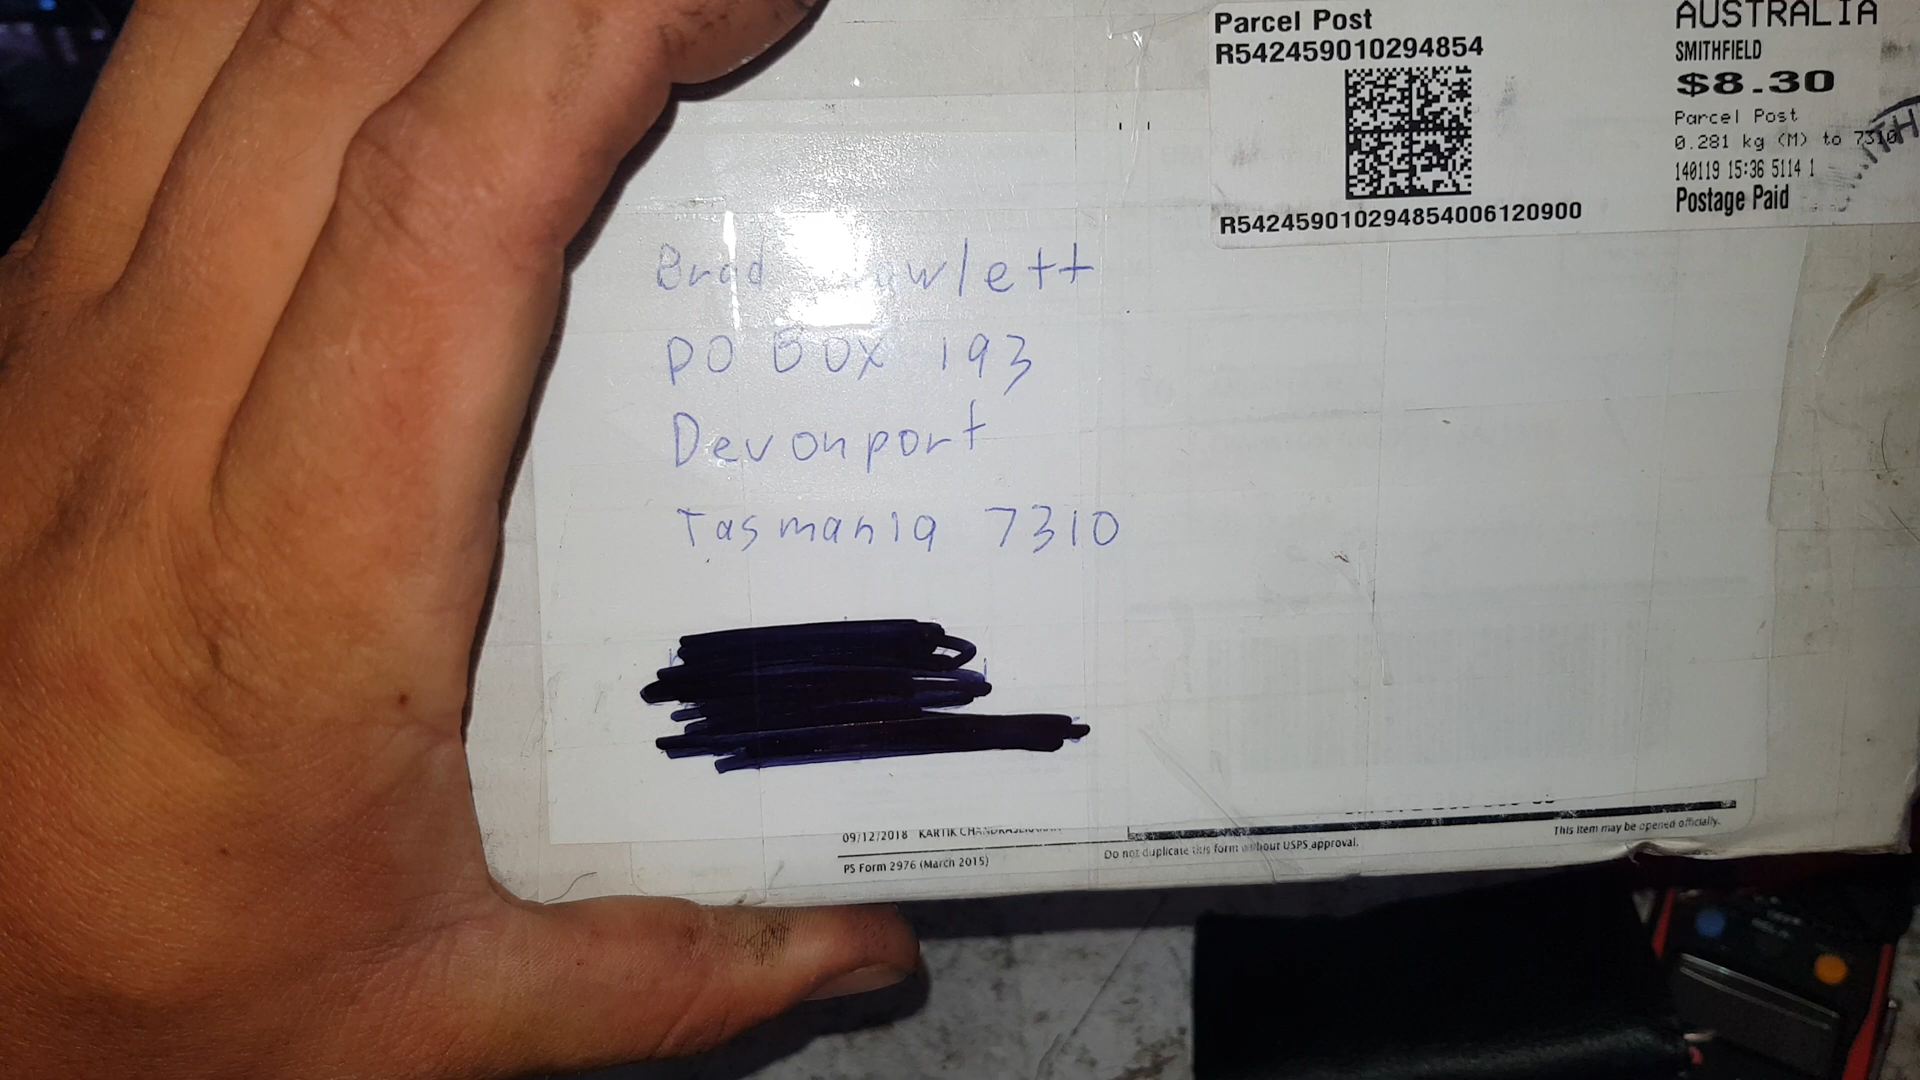 Parcel Post
R542459010294854
R542459010294854006120900
AUSTRALIA
SMITHFIELD
$8.30
Parcel Post
0.281 kg (M) to 7310
140119 15:36 5114 1
Postage Paid
Brad
PO Box 193
Devonport
Tasmania 7310
09/12/2018 KARTIK
This item may be opened officially.
PS Form 2976 (March 2015)
Do not duplicate this form without USPS approval.